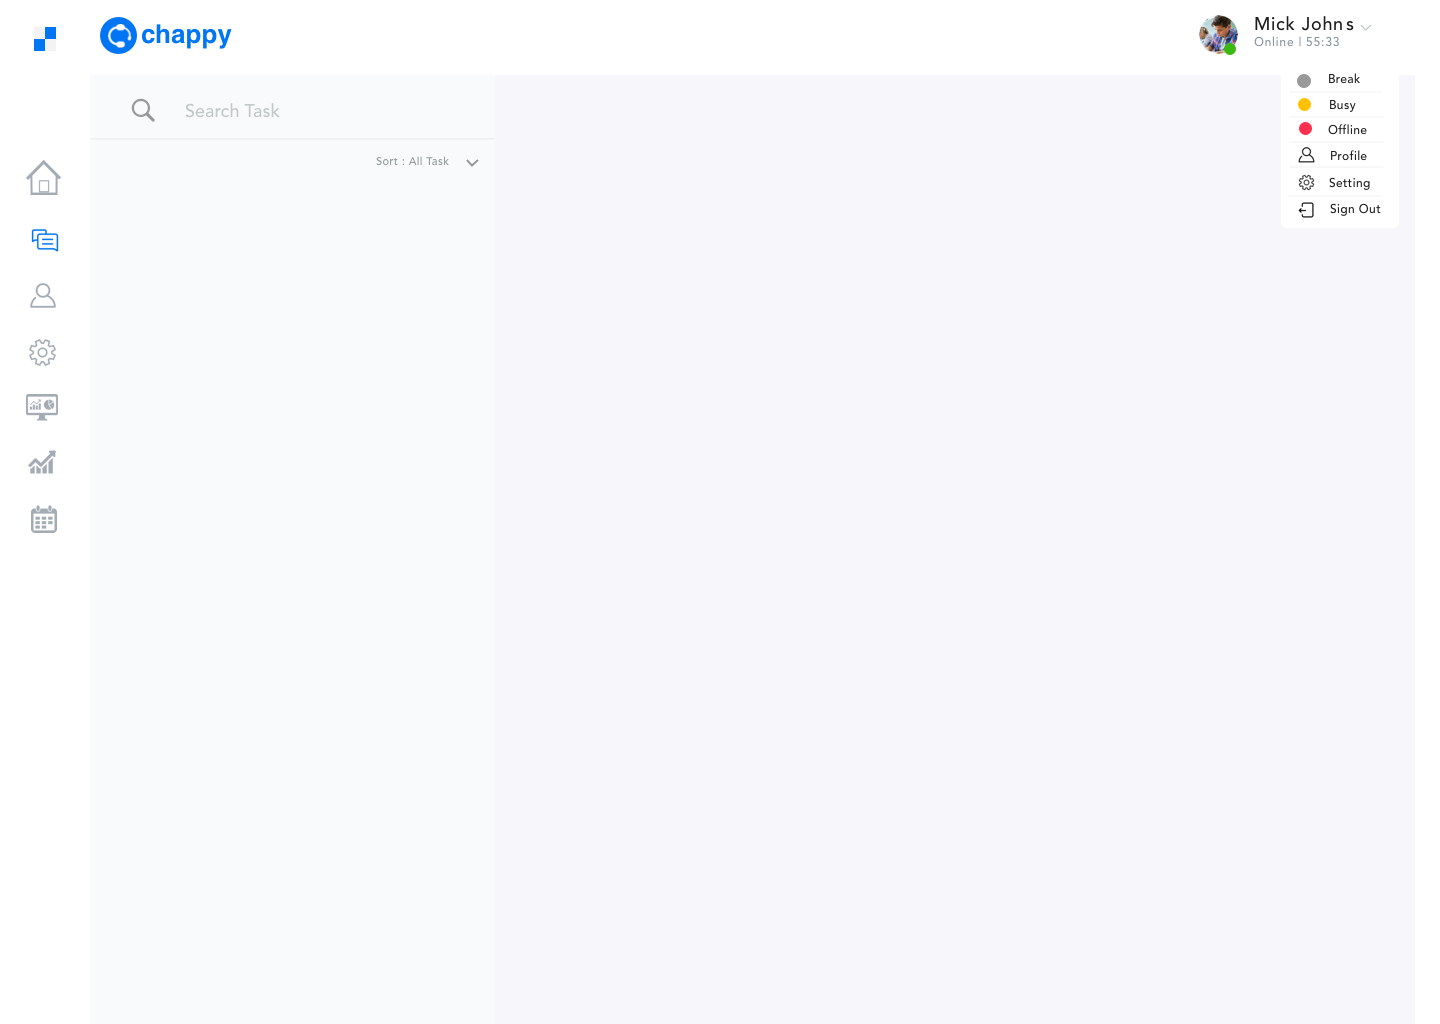 chappy
Mick Johns
Online | 55:33
Break
Busy
Offline
Profile
Setting
Sign Out
Search Task
Sort : All Task